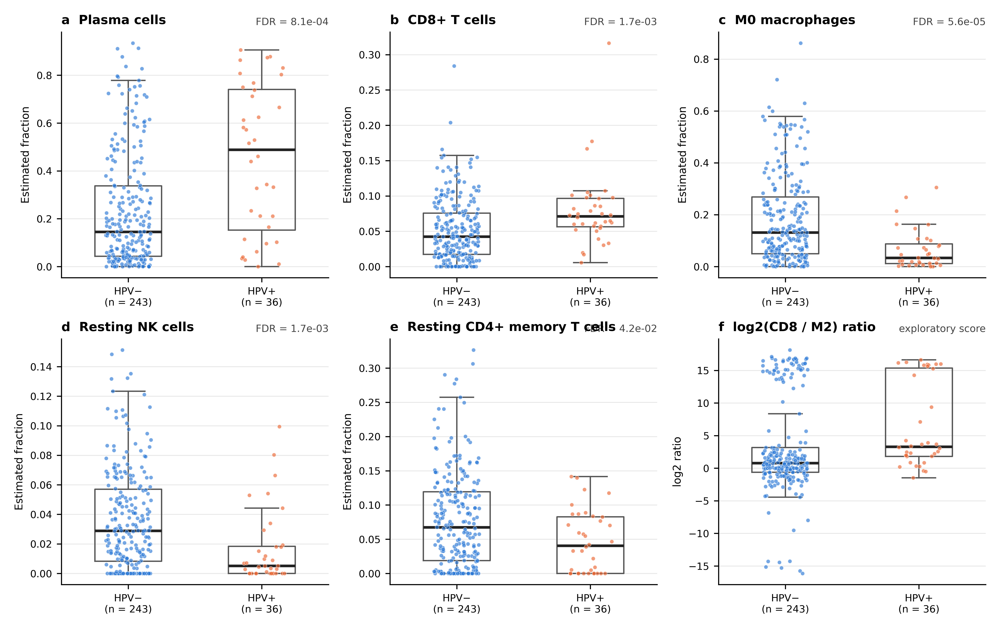 a Plasma cells
FDR = 8.1e-04
Estimated fraction
0.8
0.6
0.4
0.2
0.0
HPV−
(n = 243)
HPV+
(n = 36)
b CD8+ T cells
FDR = 1.7e-03
Estimated fraction
0.30
0.25
0.20
0.15
0.10
0.05
0.00
HPV−
(n = 243)
HPV+
(n = 36)
c M0 macrophages
FDR = 5.6e-05
Estimated fraction
0.8
0.6
0.4
0.2
0.0
HPV−
(n = 243)
HPV+
(n = 36)
d Resting NK cells
FDR = 1.7e-03
Estimated fraction
0.14
0.12
0.10
0.08
0.06
0.04
0.02
0.00
HPV−
(n = 243)
HPV+
(n = 36)
e Resting CD4+ memory T cells
FDR = 4.2e-02
Estimated fraction
0.30
0.25
0.20
0.15
0.10
0.05
0.00
HPV−
(n = 243)
HPV+
(n = 36)
f log2(CD8 / M2) ratio
exploratory score
log2 ratio
15
10
5
0
−5
−10
−15
HPV−
(n = 243)
HPV+
(n = 36)